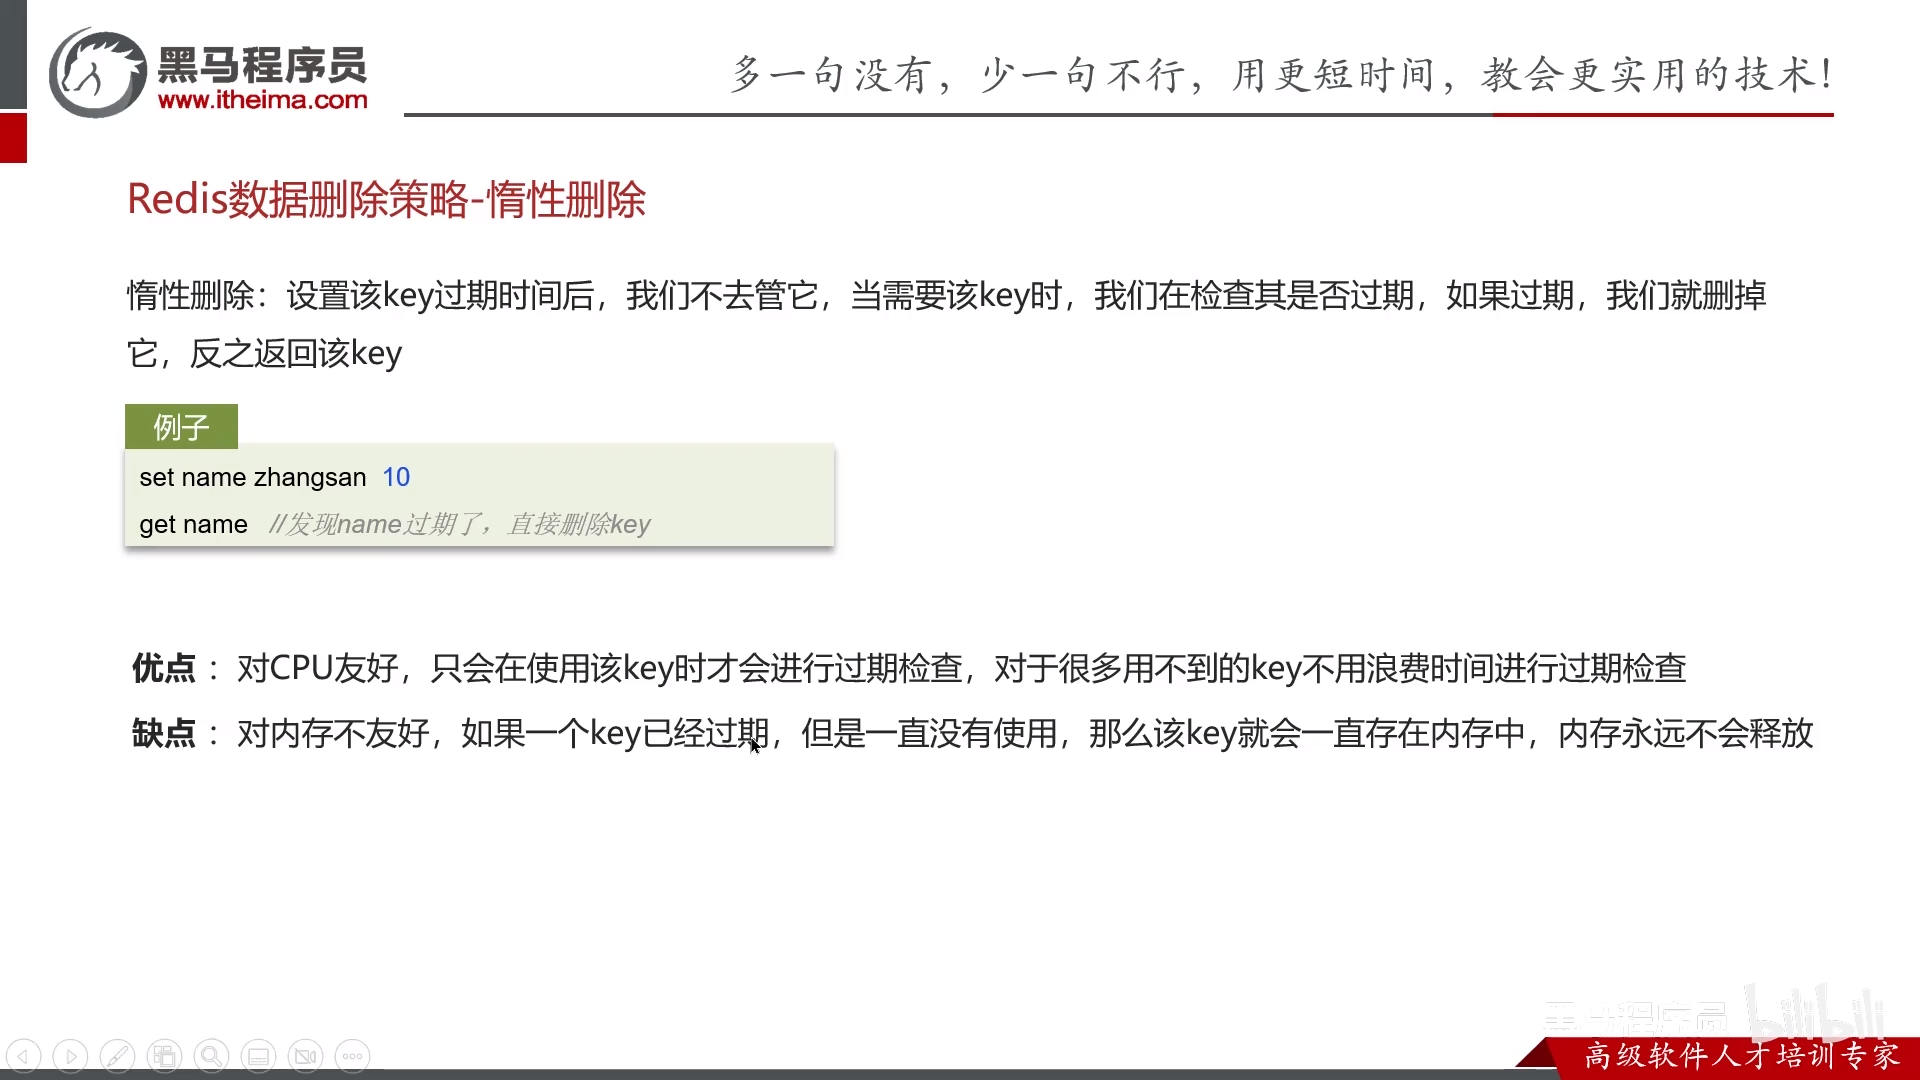 黑马程序员
www.itheima.com
多一句没有，少一句不行，用更短时间，教会更实用的技术！
Redis数据删除策略-惰性删除
惰性删除：设置该key过期时间后，我们不去管它，当需要该key时，我们在检查其是否过期，如果过期，我们就删掉
它，反之返回该key
例子
set name zhangsan 10
get name //发现name过期了，直接删除key
优点 ：对CPU友好，只会在使用该key时才会进行过期检查，对于很多用不到的key不用浪费时间进行过期检查
缺点 ：对内存不友好，如果一个key已经过期，但是一直没有使用，那么该key就会一直存在内存中，内存永远不会释放
黑马程序员 bilibili
高级软件人才培训专家